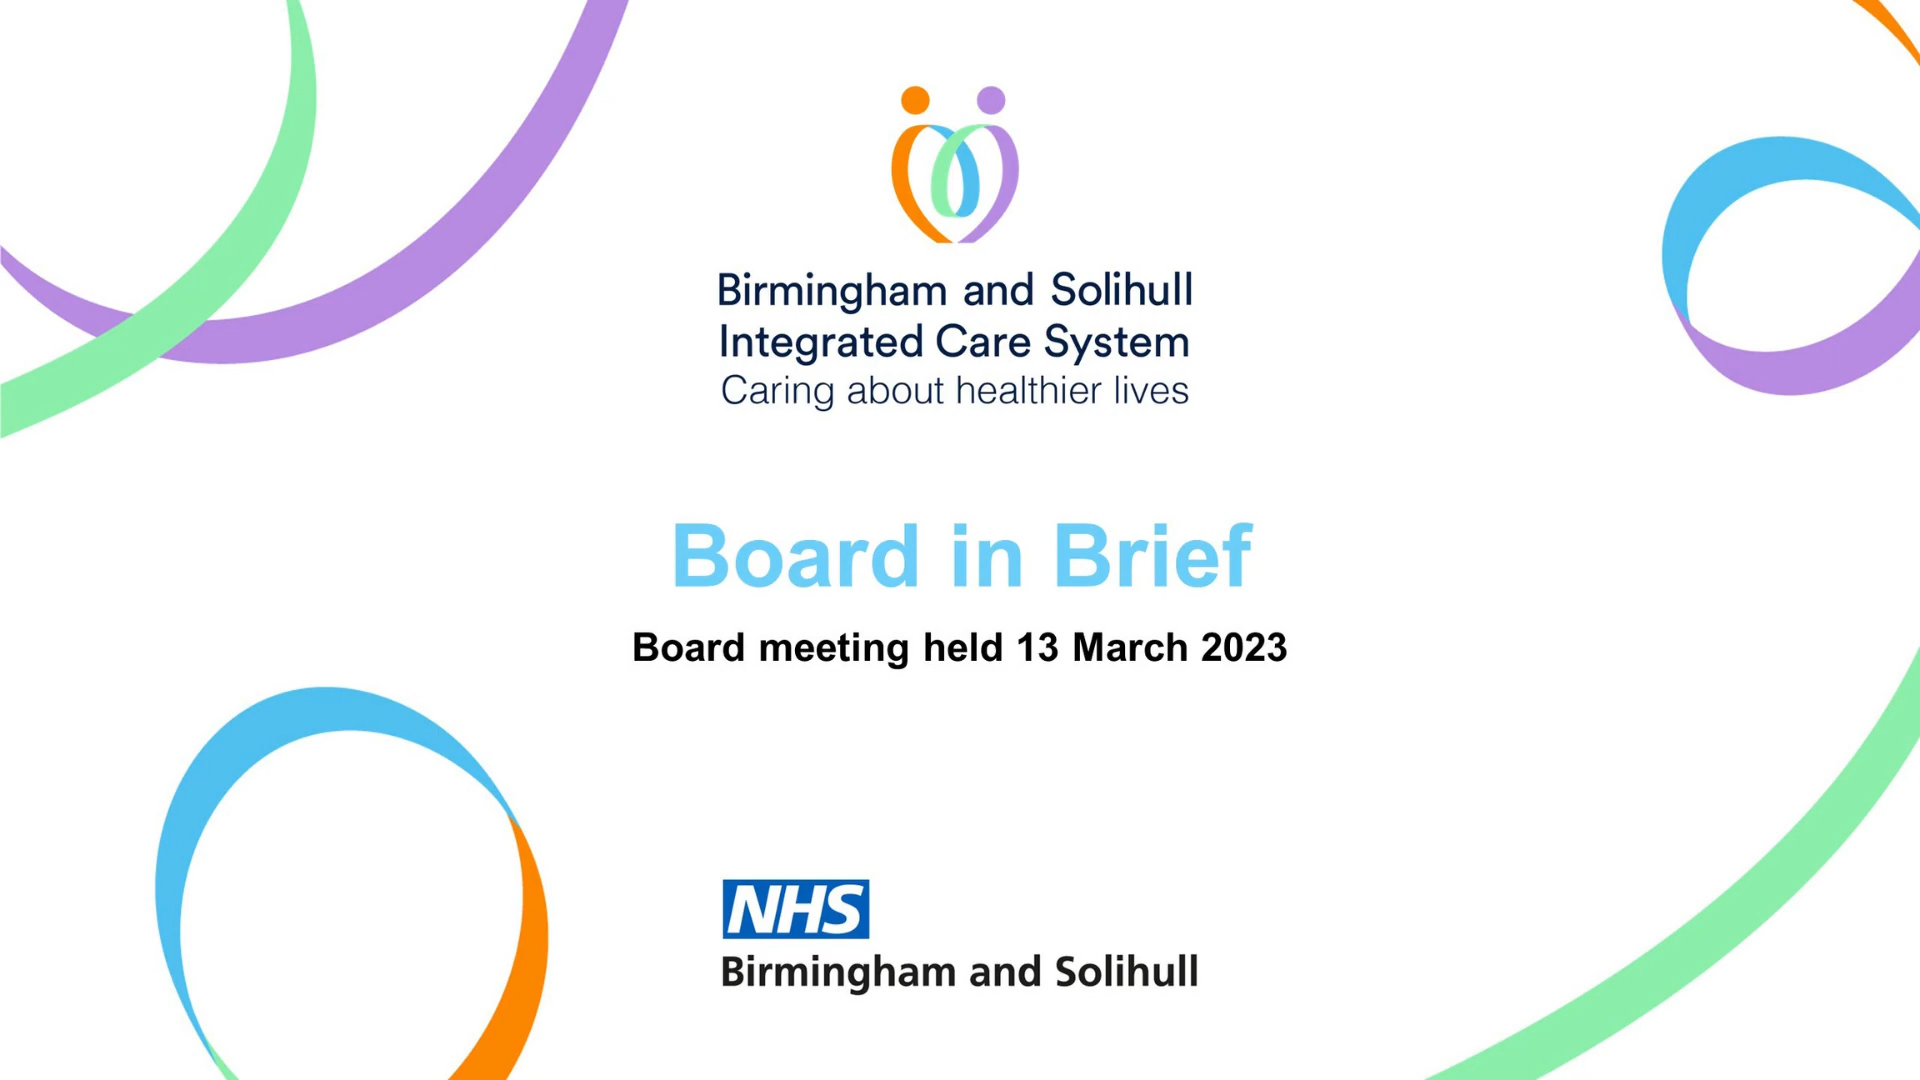 Birmingham and Solihull
Integrated Care System
Caring about healthier lives
Board in Brief
Board meeting held 13 March 2023
NHS
Birmingham and Solihull